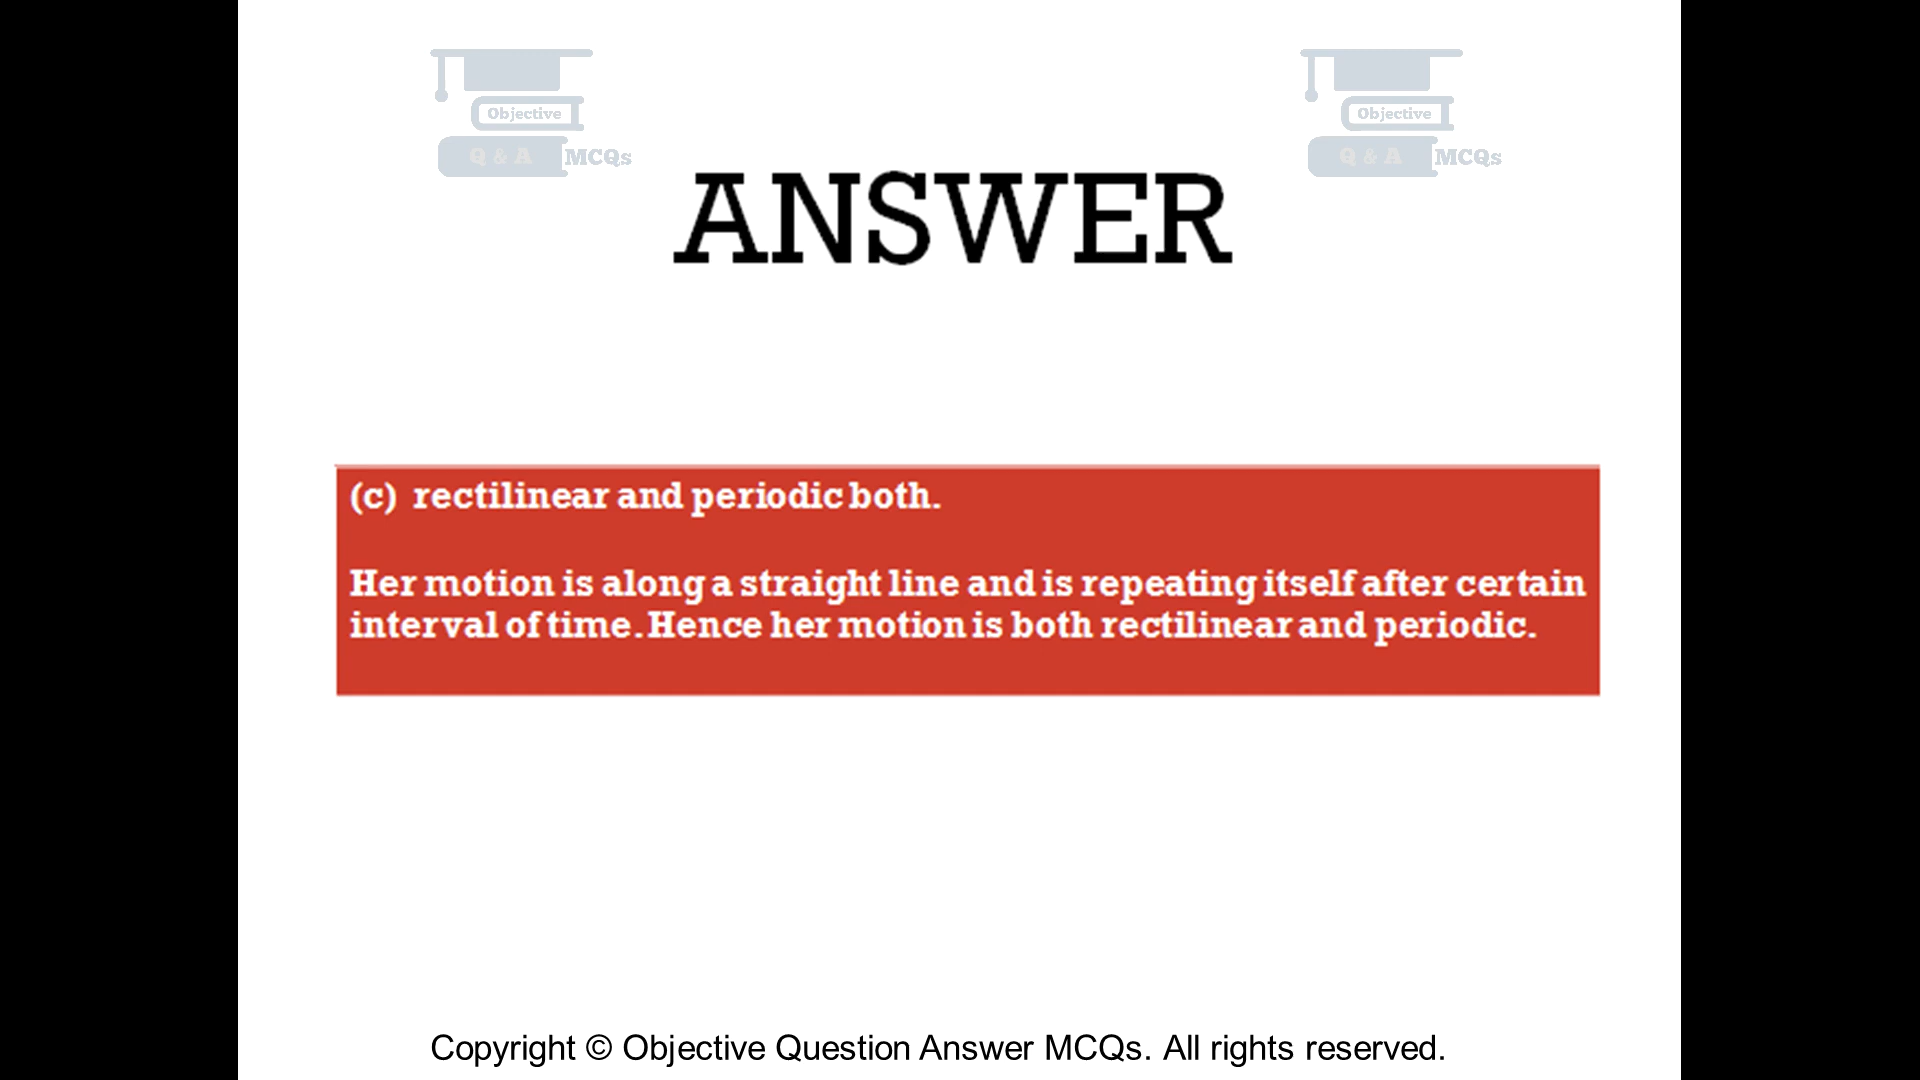 Objective
Q & A MCQs
Objective
Q & A MCQs
ANSWER
(c) rectilinear and periodic both.
Her motion is along a straight line and is repeating itself after certain
interval of time. Hence her motion is both rectilinear and periodic.
Copyright © Objective Question Answer MCQs. All rights reserved.